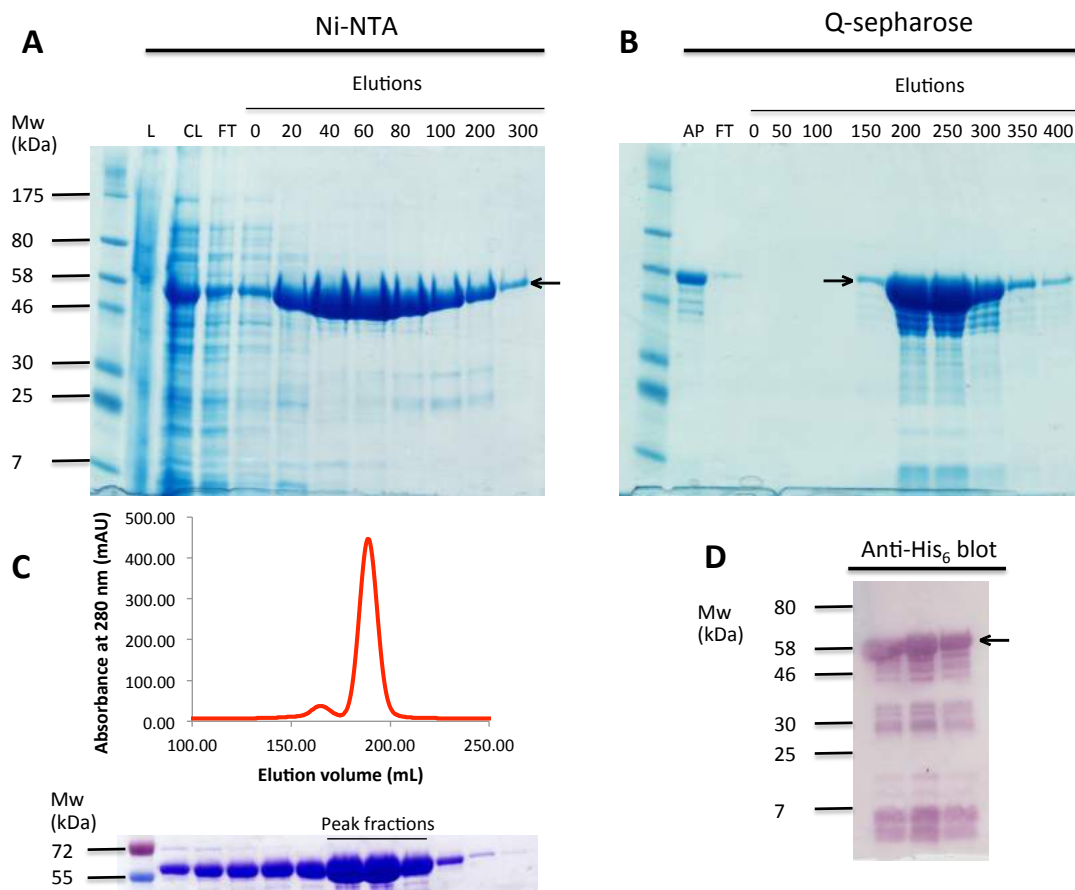 A
Ni-NTA
Elutions
Mw
(kDa)
L CL FT 0 20 40 60 80 100 200 300
175
80
58
46
30
25
7
B
Q-sepharose
Elutions
AP FT 0 50 100 150 200 250 300 350 400
C
Absorbance at 280 nm (mAU)
500.00
400.00
300.00
200.00
100.00
0.00
100.00 150.00 200.00 250.00
Elution volume (mL)
Mw
(kDa)
Peak fractions
72
55
D
Anti-His6 blot
Mw
(kDa)
80
58
46
30
25
7